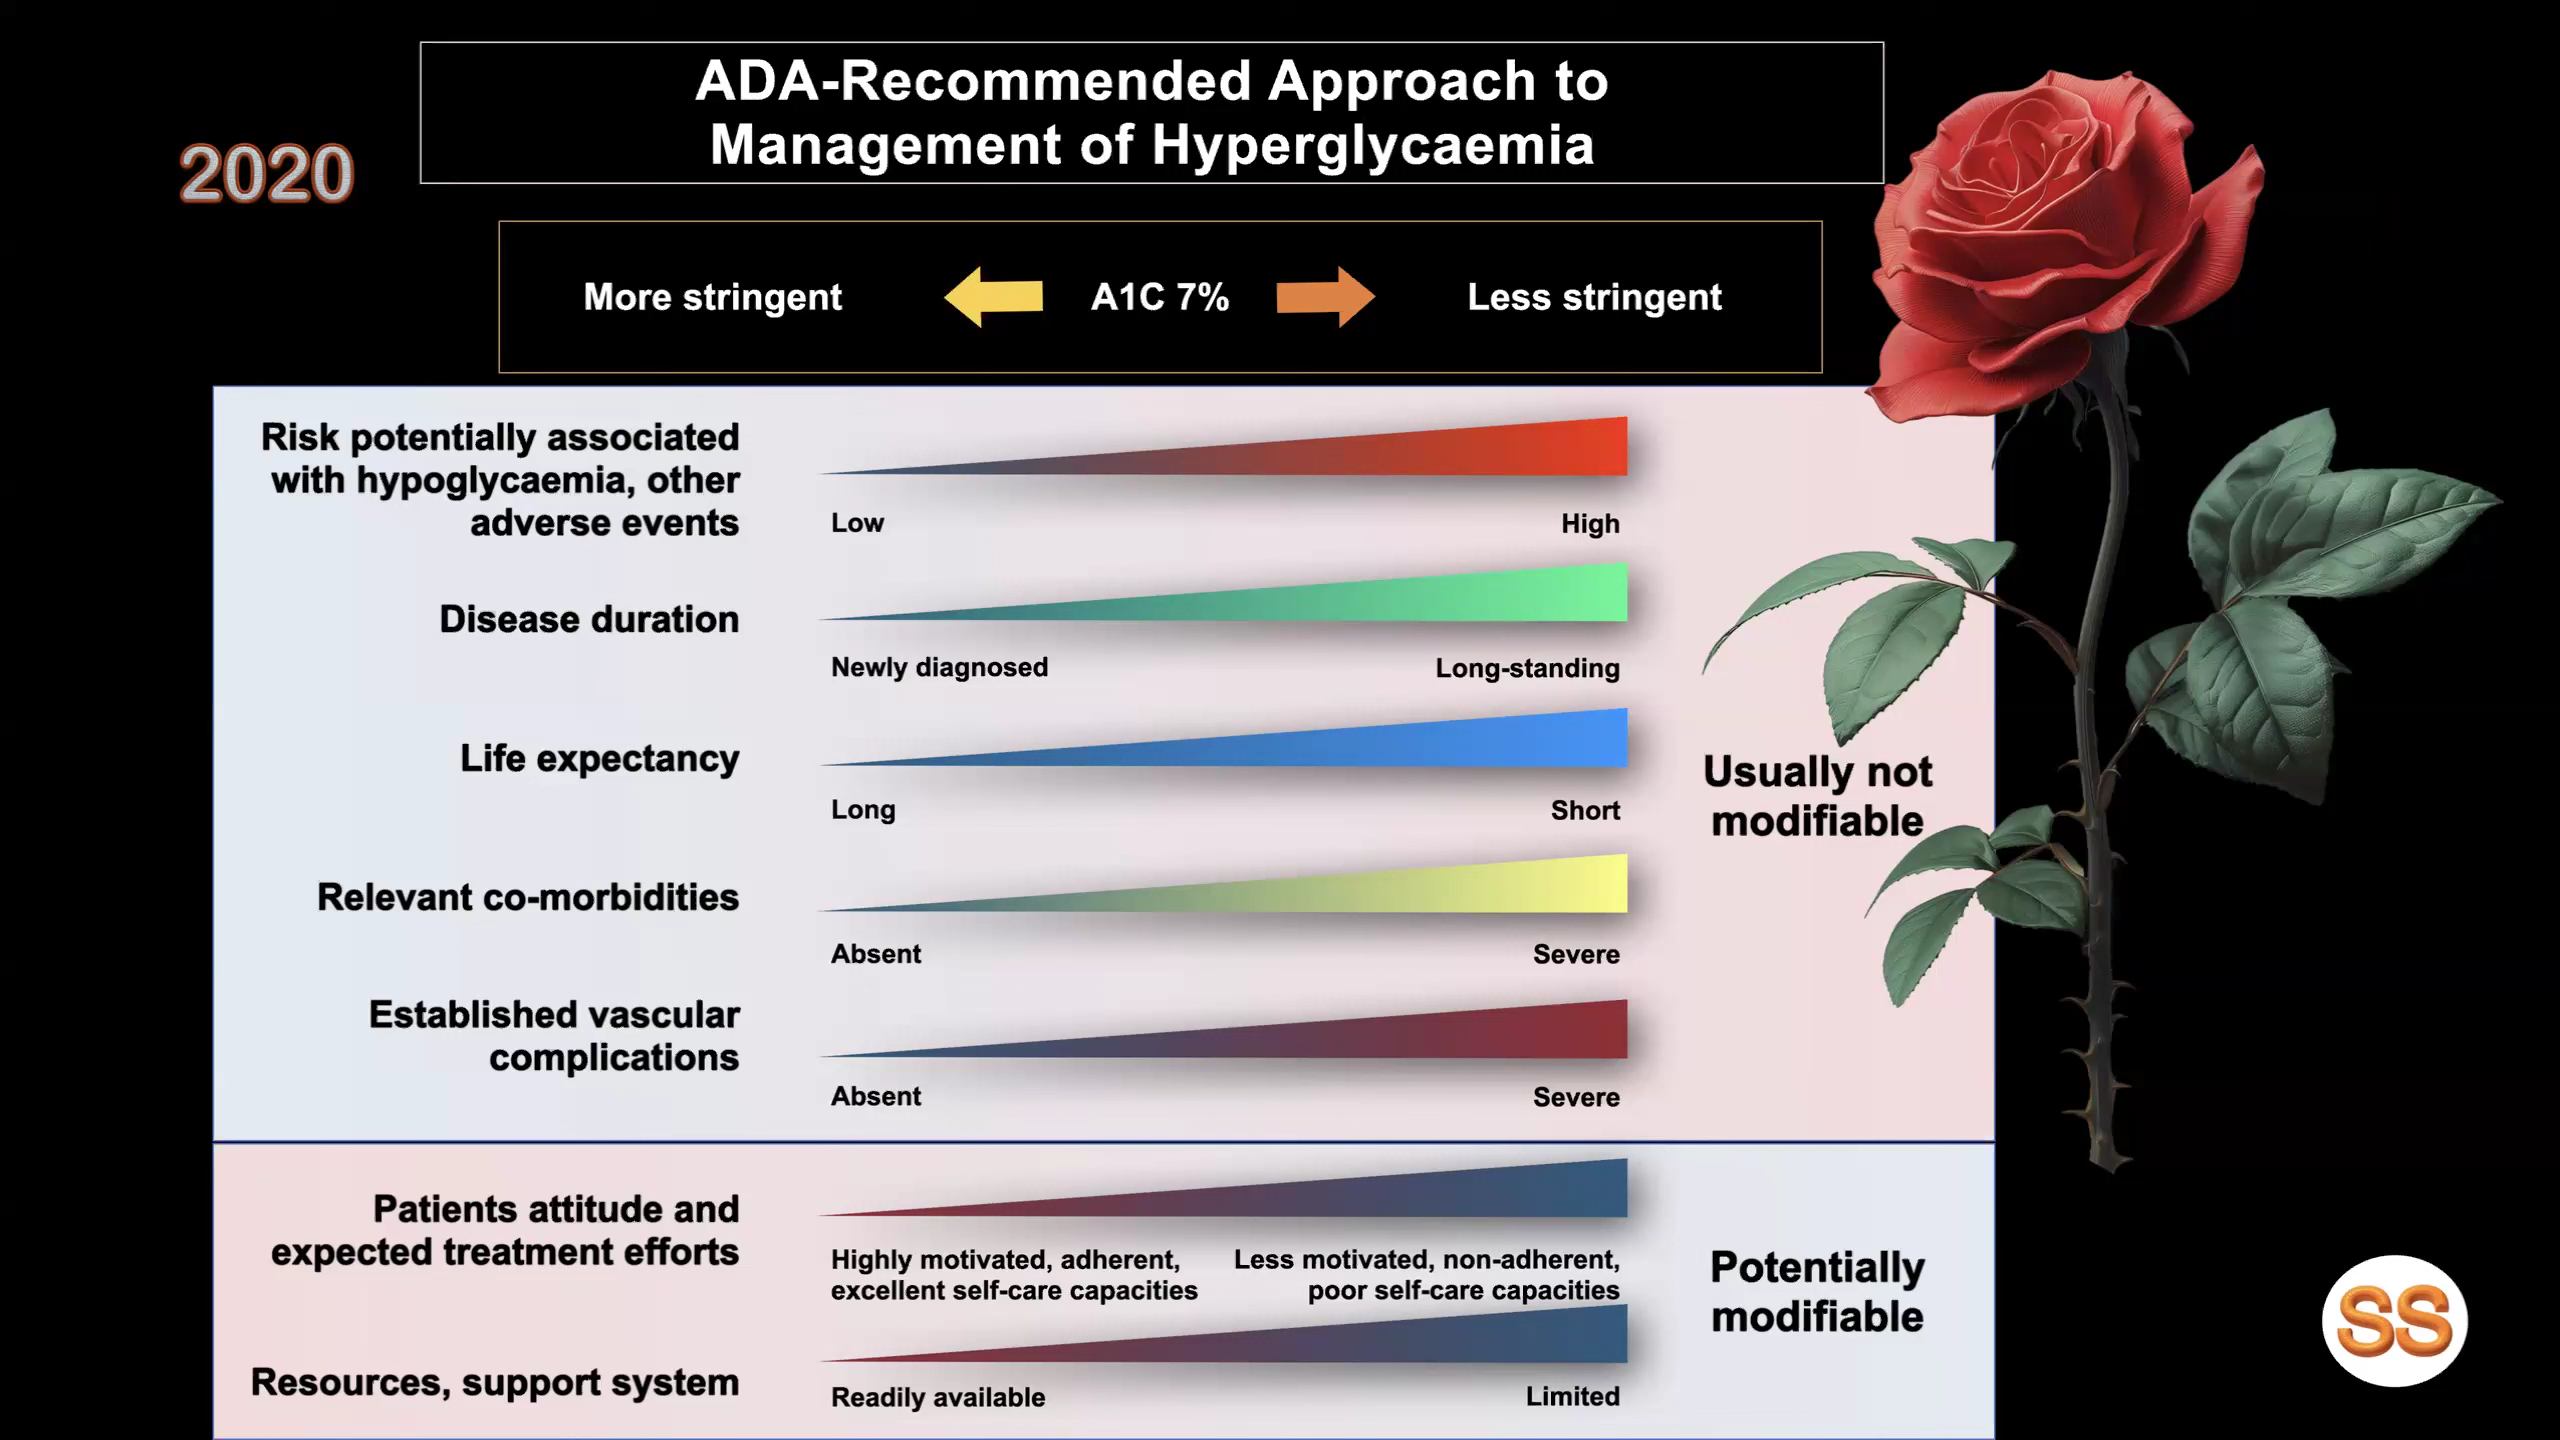 ADA-Recommended Approach to
Management of Hyperglycaemia
2020
More stringent
A1C 7%
Less stringent
Risk potentially associated
with hypoglycaemia, other
adverse events
Low
High
Disease duration
Newly diagnosed
Long-standing
Life expectancy
Long
Short
Usually not
modifiable
Relevant co-morbidities
Absent
Severe
Established vascular
complications
Absent
Severe
Patients attitude and
expected treatment efforts
Highly motivated, adherent,
excellent self-care capacities
Less motivated, non-adherent,
poor self-care capacities
Potentially
modifiable
Resources, support system
Readily available
Limited
SS